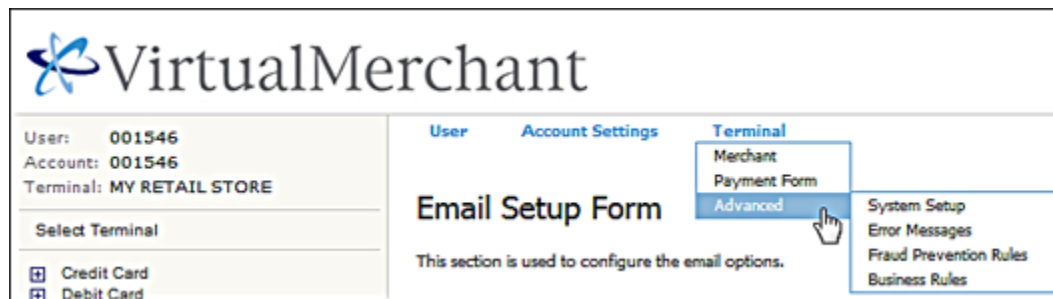 VirtualMerchant
User: 001546
Account: 001546
Terminal: MY RETAIL STORE
Select Terminal
Credit Card
Debit Card
User Account Settings Terminal
Merchant
Payment Form
Advanced
System Setup
Error Messages
Fraud Prevention Rules
Business Rules
Email Setup Form
This section is used to configure the email options.